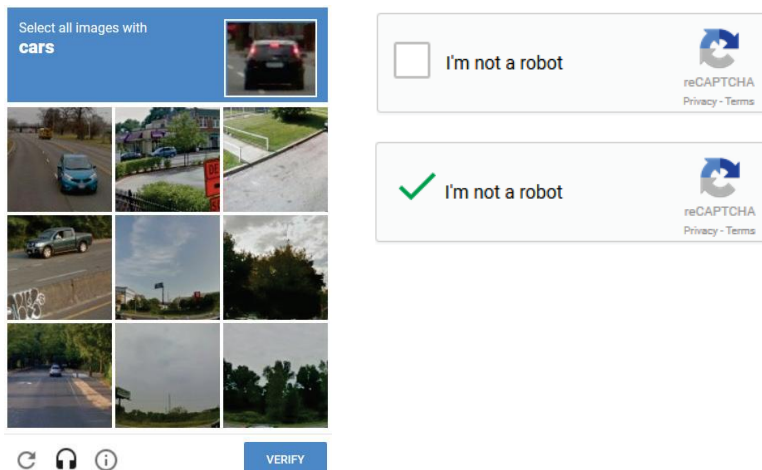 Select all images with
cars
VERIFY
I'm not a robot
reCAPTCHA
Privacy - Terms
I'm not a robot
reCAPTCHA
Privacy - Terms